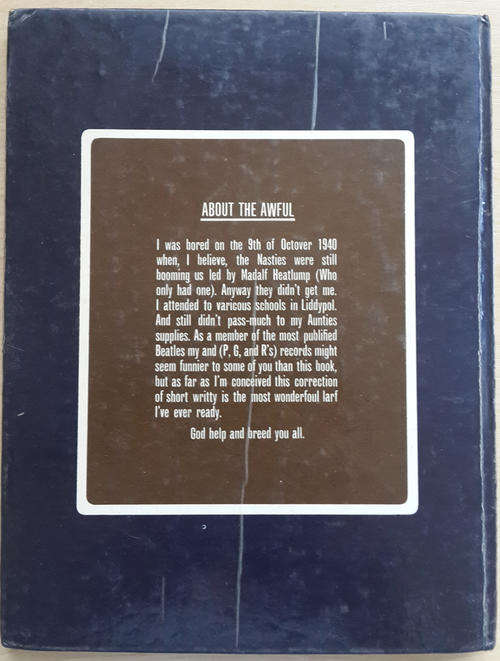 ABOUT THE AWFUL
I was bored on the 9th of Octover 1940
when, I believe, the Nasties were still
booming us led by Madalf Heatlump (Who
only had one). Anyway they didn't get me.
I attended to varicous schools in Liddypol.
And still didn't pass-much to my Aunties
supplies. As a member of the most publified
Beatles my and (P, G, and R's) records might
seem funnier to some of you than this book,
but as far as I'm conceived this correction
of short writty is the most wonderfoul larf
I've ever ready.
God help and breed you all.